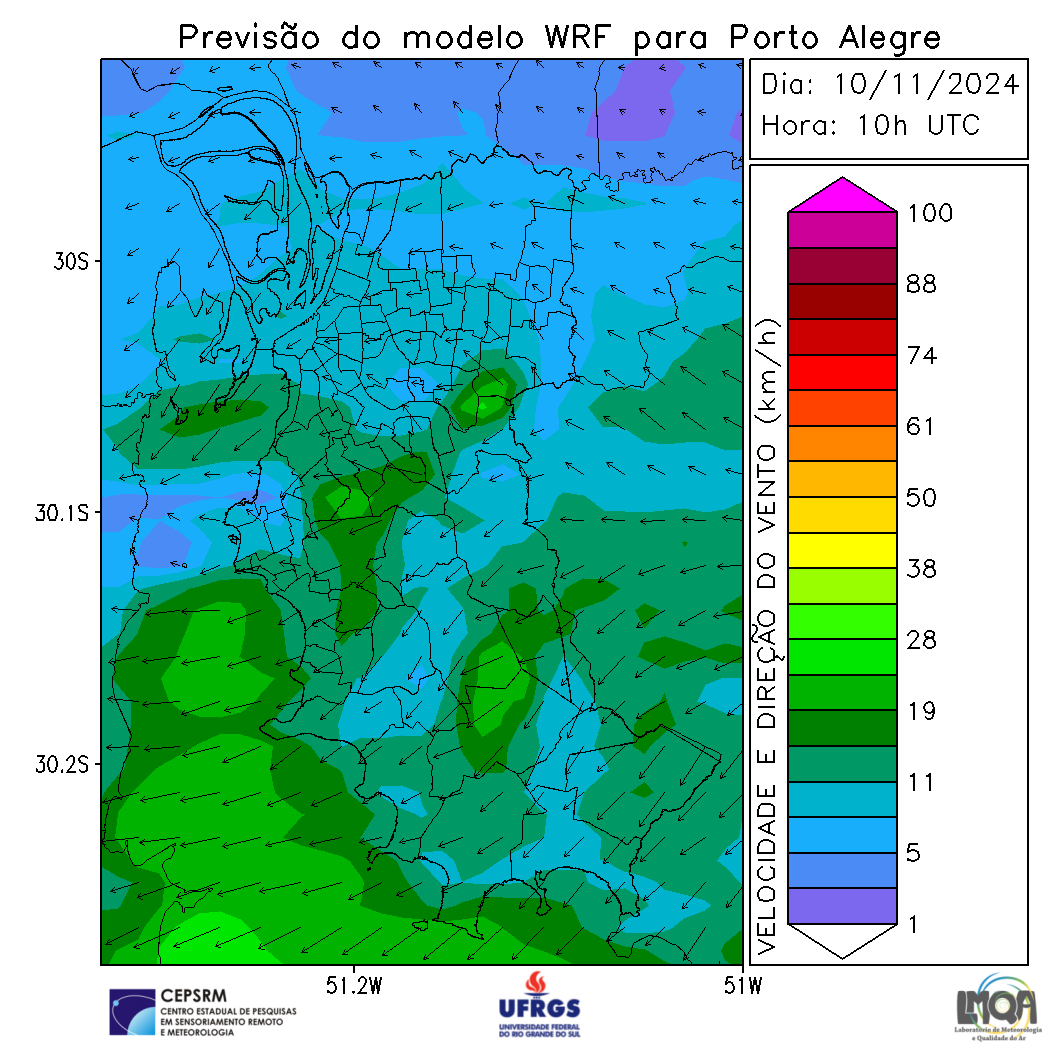 Previsão do modelo WRF para Porto Alegre
Dia: 10/11/2024
Hora: 10h UTC
30S
30.1S
30.2S
51.2W
51W
VELOCIDADE E DIREÇÃO DO VENTO (km/h)
100
88
74
61
50
38
28
19
11
5
1
CEPSRM
CENTRO ESTADUAL DE PESQUISAS
EM SENSORIAMENTO REMOTO
E METEOROLOGIA
UFRGS
UNIVERSIDADE FEDERAL
DO RIO GRANDE DO SUL
LMQA
Laboratório de Meteorologia
e Qualidade do Ar